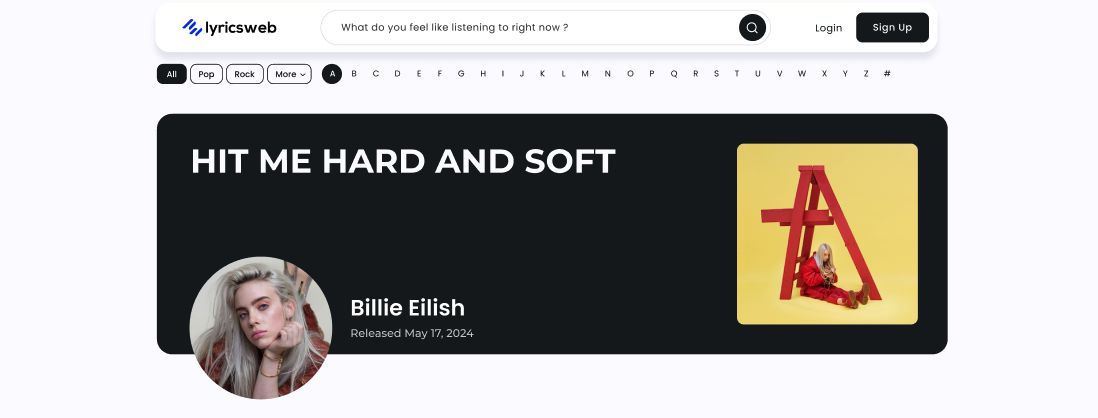 lyricsweb
What do you feel like listening to right now ?
Login
Sign Up
All Pop Rock More A B C D E F G H I J K L M N O P Q R S T U V W X Y Z #
HIT ME HARD AND SOFT
Billie Eilish
Released May 17, 2024